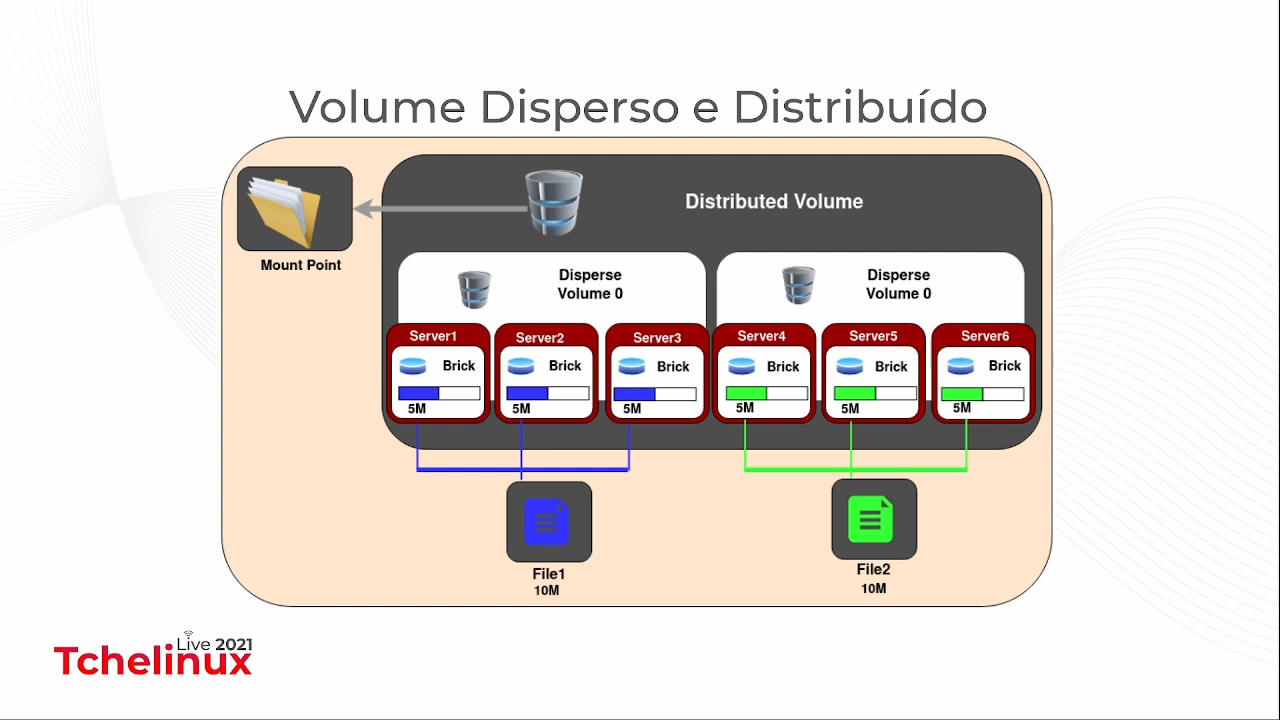 Volume Disperso e Distribuído
Distributed Volume
Mount Point
Disperse
Volume 0
Disperse
Volume 0
Server1
Server2
Server3
Server4
Server5
Server6
Brick
Brick
Brick
Brick
Brick
Brick
5M
5M
5M
5M
5M
5M
File1
10M
File2
10M
Live 2021
Tchelinux